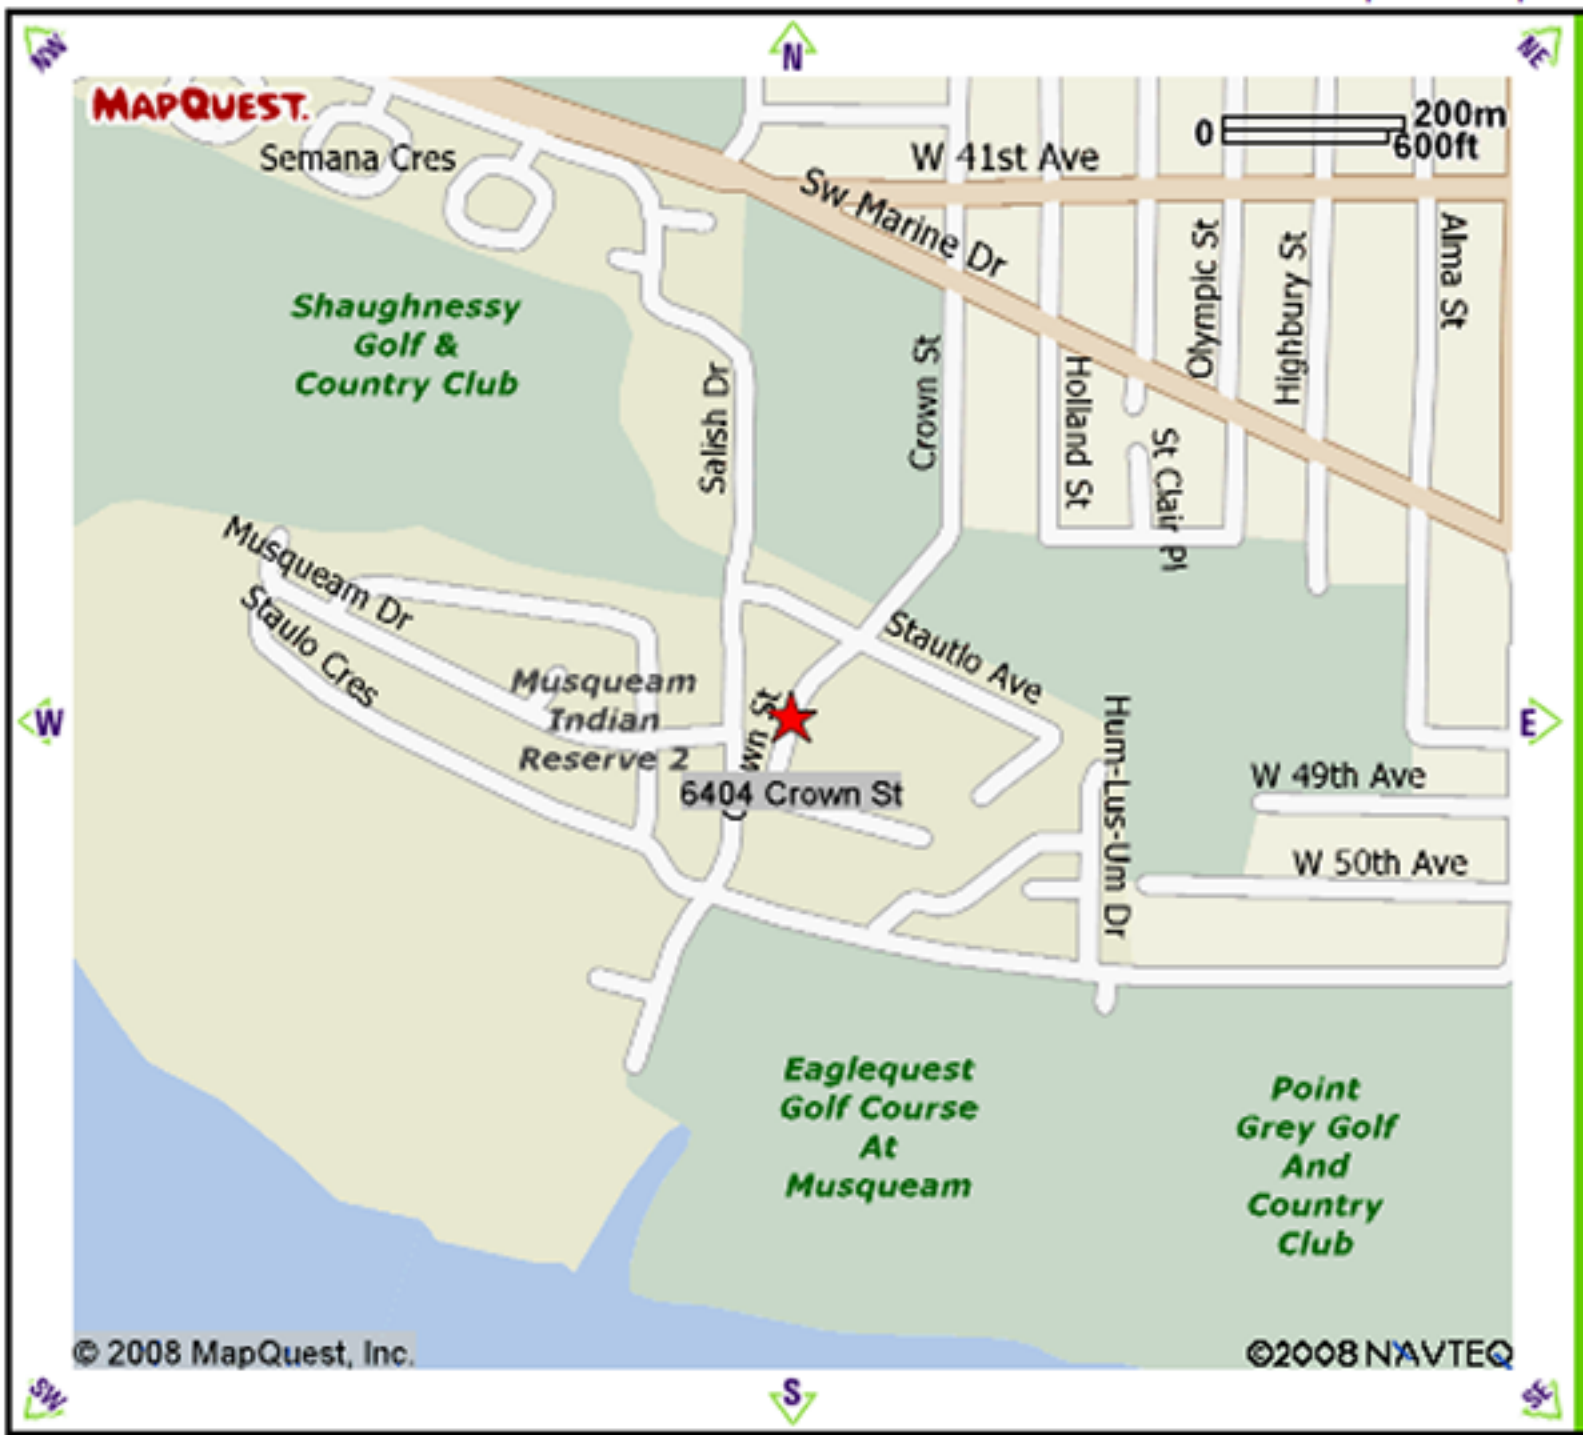 NW
N
NE
MAPQUEST.
0
200m
600ft
Semana Cres
W 41st Ave
Sw Marine Dr
Olympic St
Highbury St
Alma St
Shaughnessy
Golf &
Country Club
Salish Dr
Crown St
Holland St
St Clair Pl
Musqueam Dr
Staulo Cres
Stautlo Ave
Musqueam
Indian
Reserve 2
Hum-Lus-Um Dr
W
E
6404 Crown St
W 49th Ave
W 50th Ave
Eaglequest
Golf Course
At
Musqueam
Point
Grey Golf
And
Country
Club
© 2008 MapQuest, Inc.
©2008 NAVTEQ
SW
S
SE